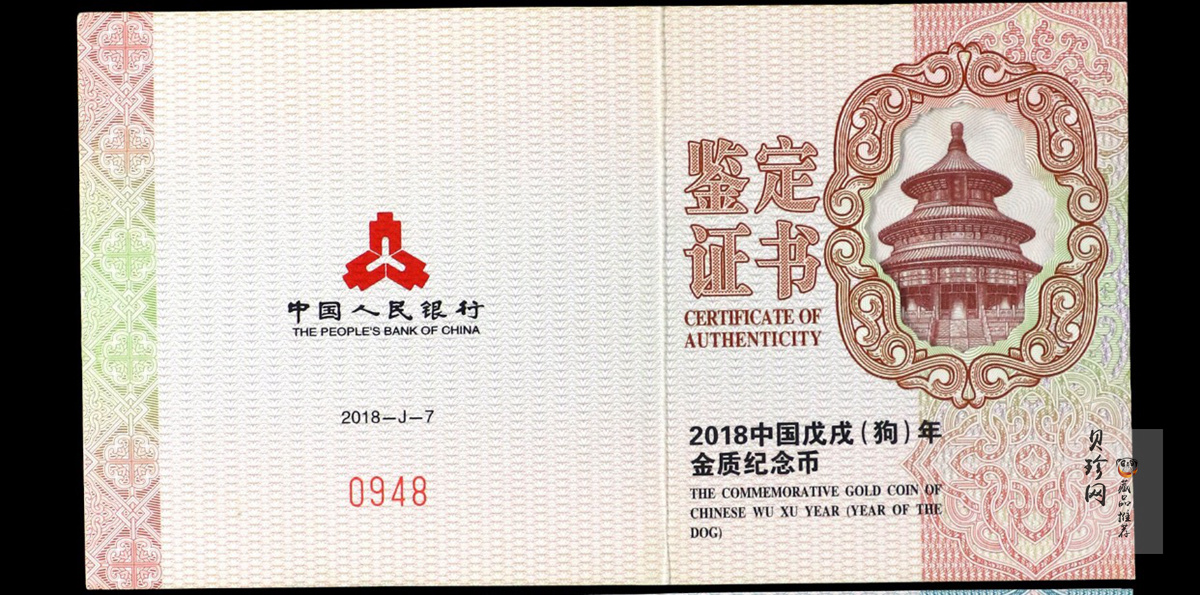 中国人民银行
THE PEOPLE'S BANK OF CHINA
2018—J—7
0948
鉴定
证书
CERTIFICATE OF
AUTHENTICITY
2018中国戊戌(狗)年
金质纪念币
THE COMMEMORATIVE GOLD COIN OF
CHINESE WU XU YEAR (YEAR OF THE
DOG)
贝珍网
藏品推荐